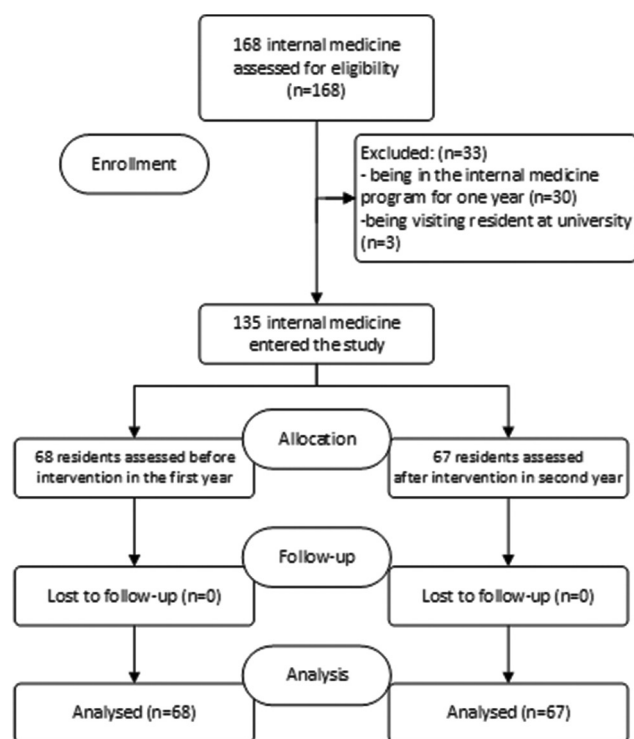 168 internal medicine
assessed for eligibility
(n=168)
Enrollment
Excluded: (n=33)
- being in the internal medicine
program for one year (n=30)
-being visiting resident at university
(n=3)
135 internal medicine
entered the study
Allocation
68 residents assessed before
intervention in the first year
67 residents assessed
after intervention in second year
Follow-up
Lost to follow-up (n=0)
Lost to follow-up (n=0)
Analysis
Analysed (n=68)
Analysed (n=67)